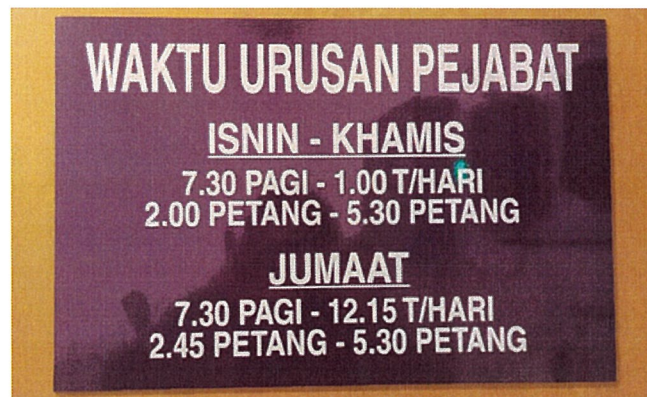 WAKTU URUSAN PEJABAT
ISNIN - KHAMIS
7.30 PAGI - 1.00 T/HARI
2.00 PETANG - 5.30 PETANG
JUMAAT
7.30 PAGI - 12.15 T/HARI
2.45 PETANG - 5.30 PETANG